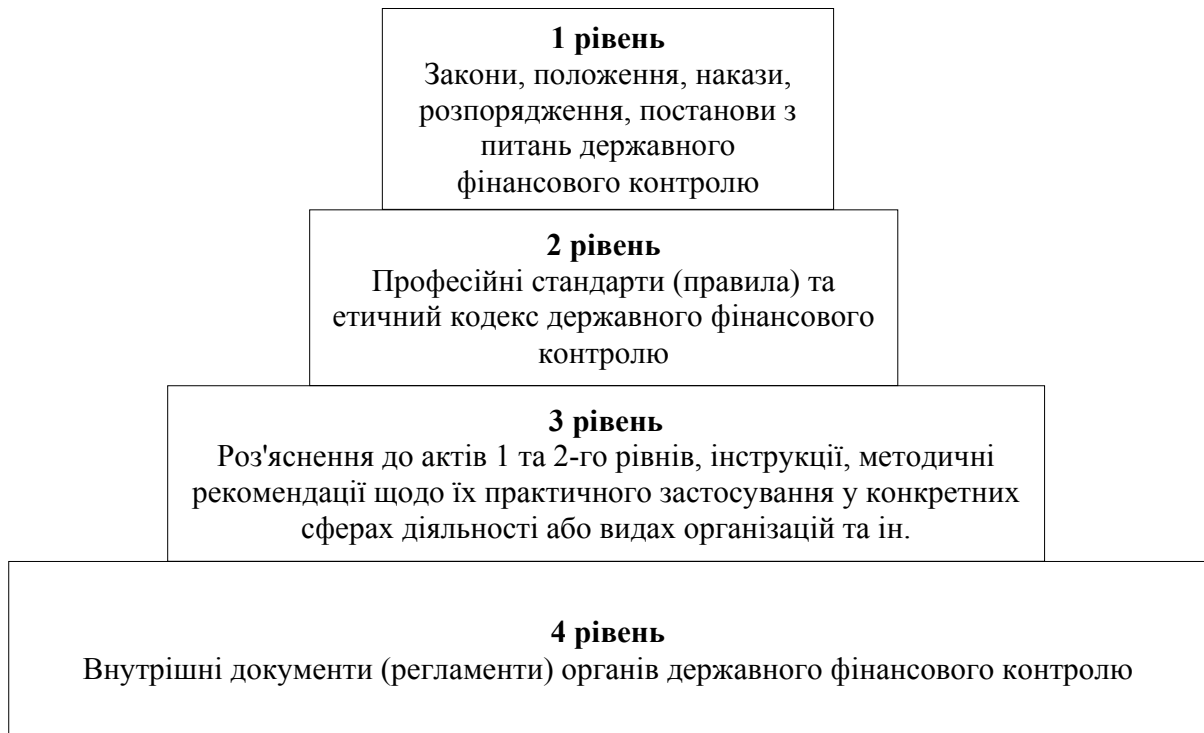 1 рівень
Закони, положення, накази,
розпорядження, постанови з
питань державного
фінансового контролю
2 рівень
Професійні стандарти (правила) та
етичний кодекс державного фінансового
контролю
3 рівень
Роз'яснення до актів 1 та 2-го рівнів, інструкції, методичні
рекомендації щодо їх практичного застосування у конкретних
сферах діяльності або видах організацій та ін.
4 рівень
Внутрішні документи (регламенти) органів державного фінансового контролю